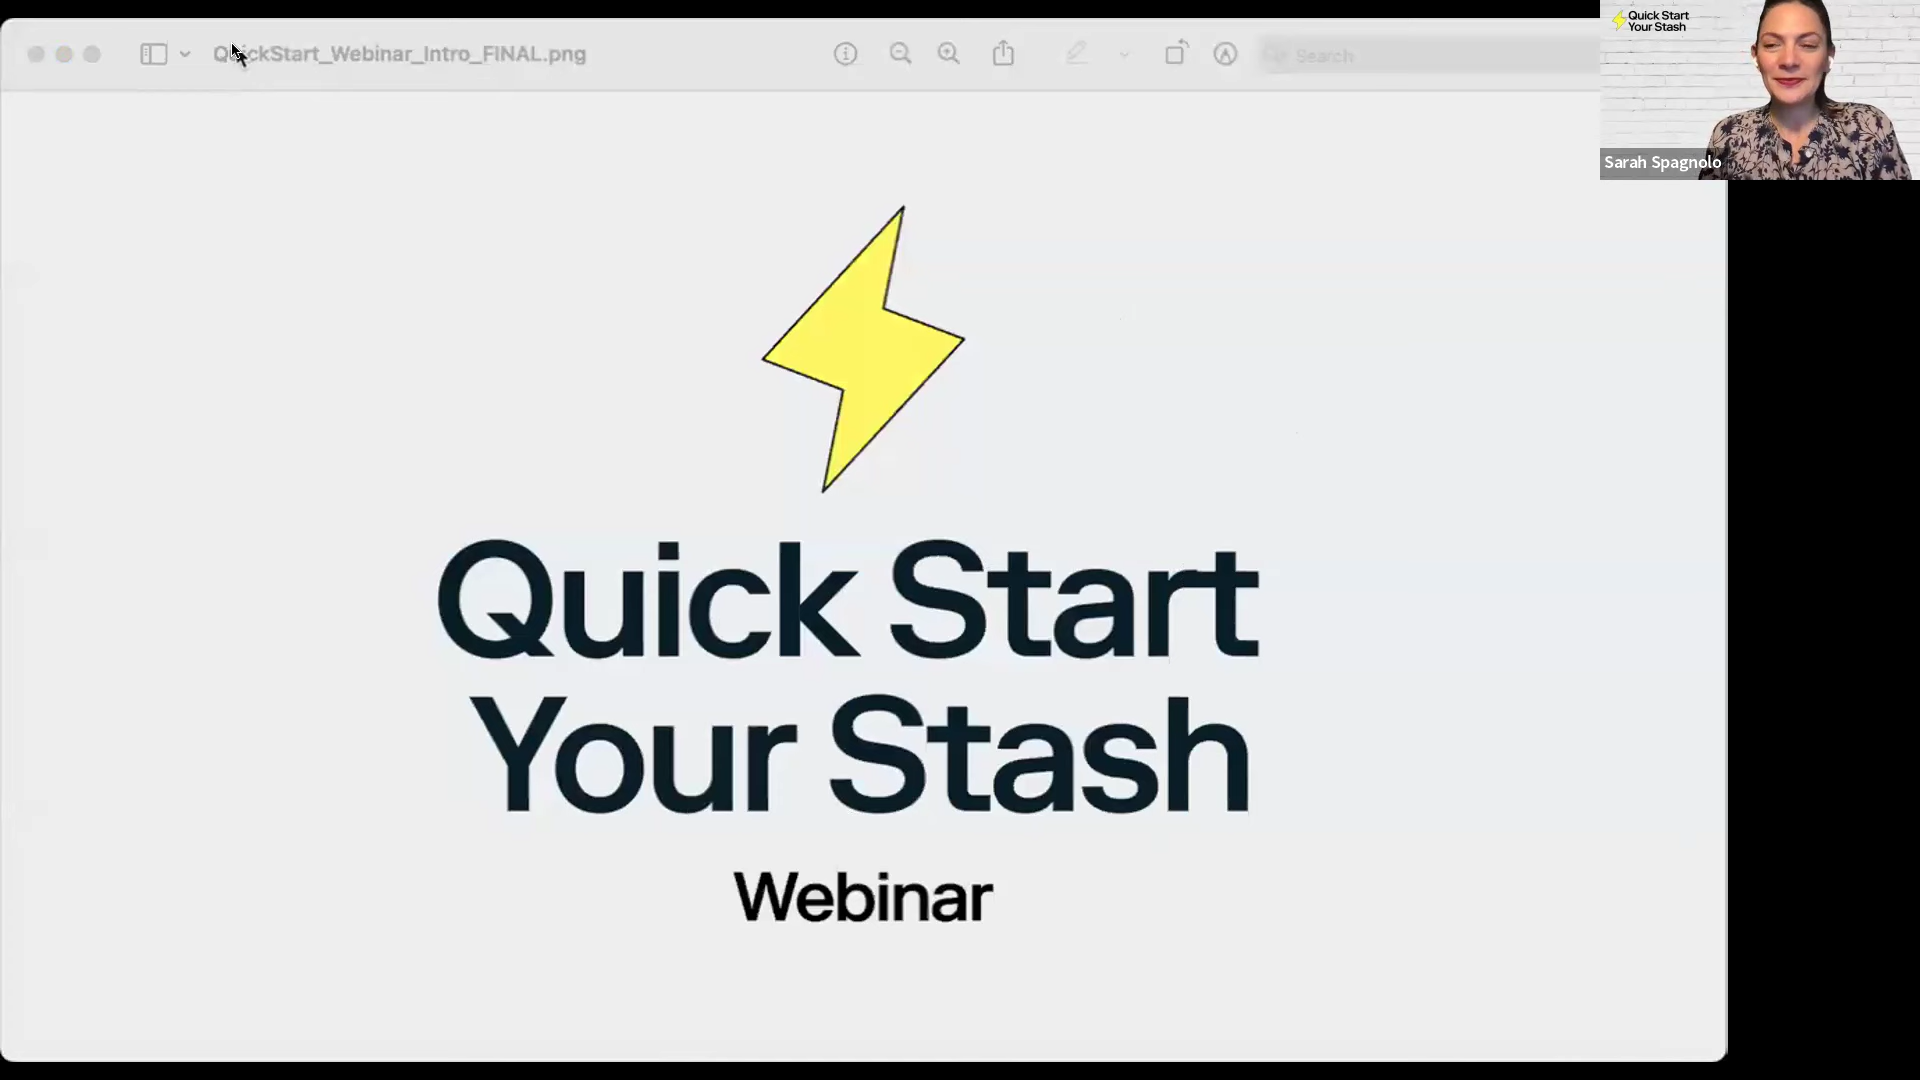 QuickStart_Webinar_Intro_FINAL.png
Search
Quick Start
Your Stash
Sarah Spagnolo
Quick Start
Your Stash
Webinar